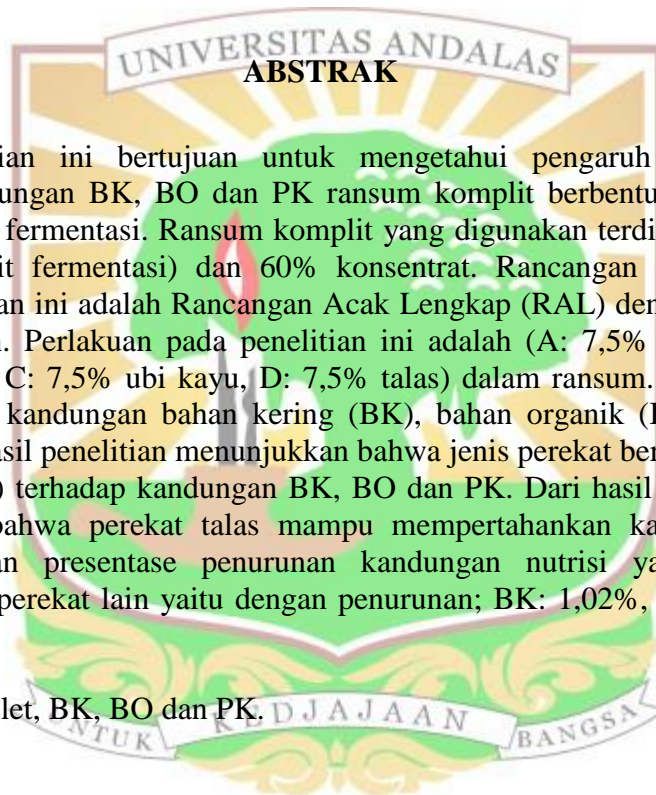 UNIVERSITAS ANDALAS
ABSTRAK
ini bertujuan untuk mengetahui pengaruh
BK, BO dan PK ransum komplit berbentu
fermentasi. Ransum komplit yang digunakan terdi
fermentasi) dan 60% konsentrat. Rancangan
ini adalah Rancangan Acak Lengkap (RAL) den
Perlakuan pada penelitian ini adalah (A: 7,5%
C: 7,5% ubi kayu, D: 7,5% talas) dalam ransum.
kandungan bahan kering (BK), bahan organik (
asil penelitian menunjukkan bahwa jenis perekat ber
) terhadap kandungan BK, BO dan PK. Dari hasil
bahwa perekat talas mampu mempertahankan ka
an presentase penurunan kandungan nutrisi ya
perekat lain yaitu dengan penurunan; BK: 1,02%,
let, BK, BO dan PK.
UNTUK KEDJAJAAN BANGSA